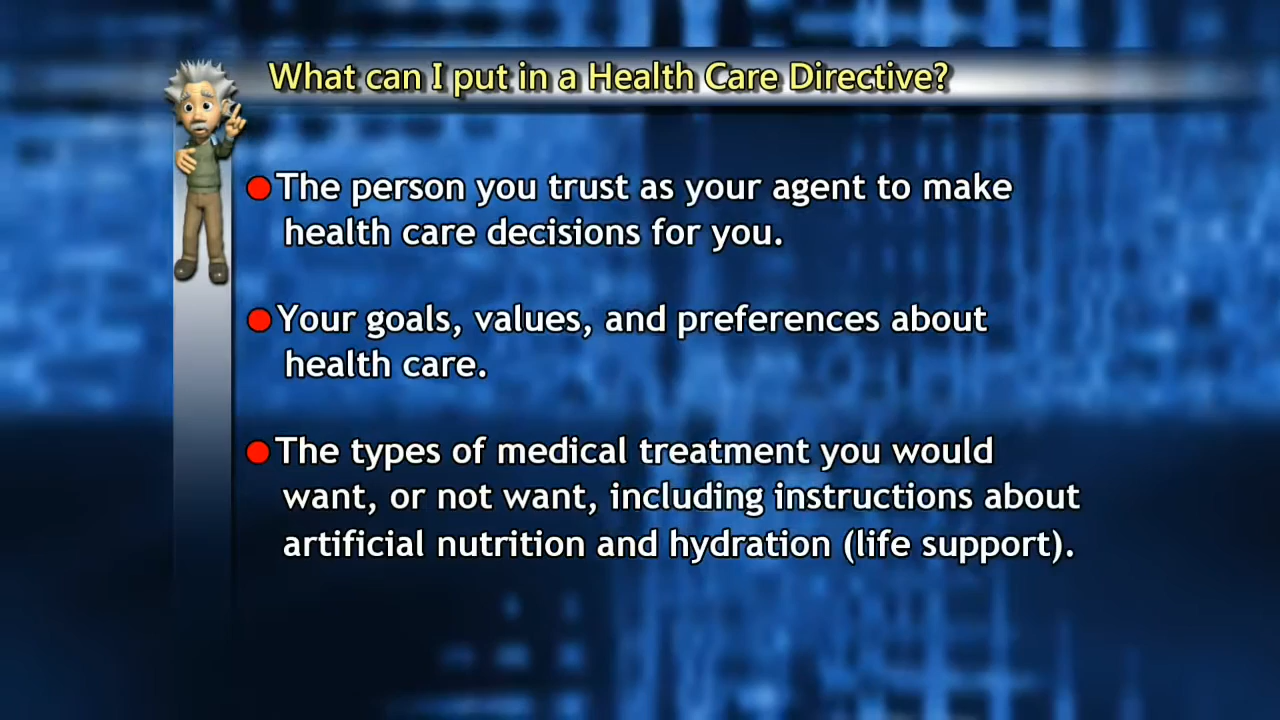 What can I put in a Health Care Directive?
The person you trust as your agent to make
health care decisions for you.
Your goals, values, and preferences about
health care.
The types of medical treatment you would
want, or not want, including instructions about
artificial nutrition and hydration (life support).